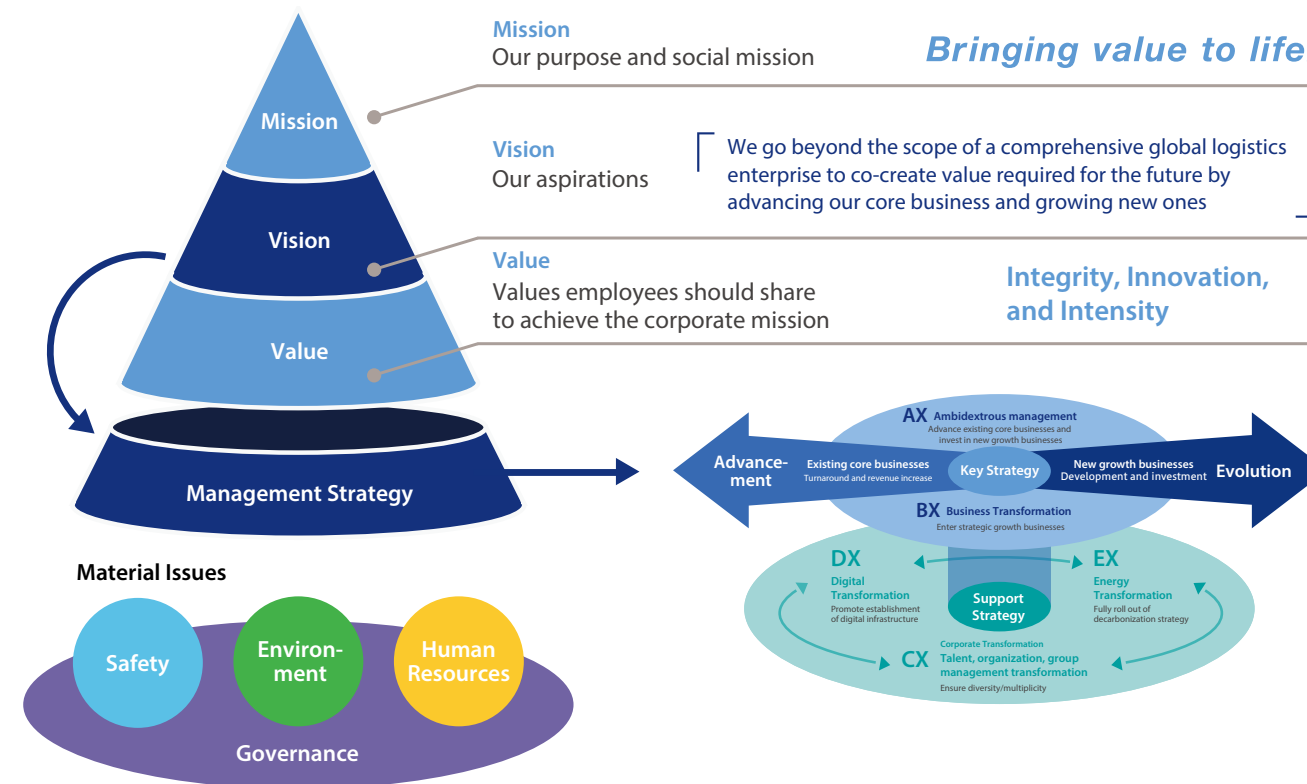 Mission
Our purpose and social mission
Bringing value to life
Mission
Vision
Our aspirations
We go beyond the scope of a comprehensive global logistics
enterprise to co-create value required for the future by
advancing our core business and growing new ones
Vision
Value
Values employees should share
to achieve the corporate mission
Integrity, Innovation,
and Intensity
Value
Management Strategy
AX Ambidextrous management
Advance existing core businesses and
invest in new growth businesses
Advance-
ment
Existing core businesses
Turnaround and revenue increase
Key Strategy
New growth businesses
Development and investment
Evolution
BX Business Transformation
Enter strategic growth businesses
DX
Digital
Transformation
Promote establishment
of digital infrastructure
Support
Strategy
EX
Energy
Transformation
Fully roll out of
decarbonization strategy
CX
Corporate Transformation
Talent, organization, group
management transformation
Ensure diversity/multiplicity
Material Issues
Safety
Environ-
ment
Human
Resources
Governance